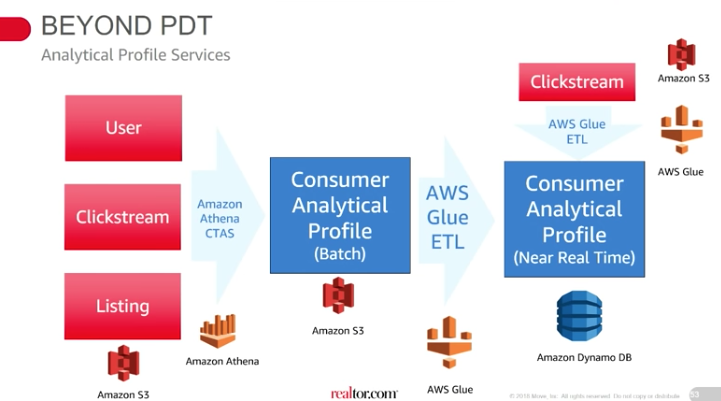 BEYOND PDT
Analytical Profile Services
User
Clickstream
Listing
Amazon S3
Amazon
Athena
CTAS
Amazon Athena
Consumer
Analytical
Profile
(Batch)
Amazon S3
AWS
Glue
ETL
AWS Glue
Clickstream
Amazon S3
AWS Glue
ETL
AWS Glue
Consumer
Analytical
Profile
(Near Real Time)
Amazon Dynamo DB
realtor.com
© 2018 Move, Inc. All rights reserved. Do not copy or distribute
53